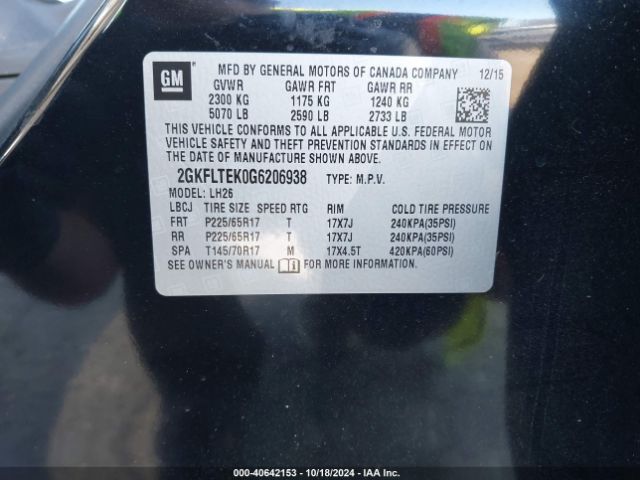 GM
MFD BY GENERAL MOTORS OF CANADA COMPANY 12/15
GVWR GAWR FRT GAWR RR
2300 KG 1175 KG 1240 KG
5070 LB 2590 LB 2733 LB
THIS VEHICLE CONFORMS TO ALL APPLICABLE U.S. FEDERAL MOTOR
VEHICLE SAFETY AND THEFT PREVENTION STANDARDS IN EFFECT ON
THE DATE OF MANUFACTURE SHOWN ABOVE.
2GKFLTEK0G6206938 TYPE: M.P.V.
MODEL: LH26
LBCJ TIRE SIZE SPEED RTG RIM COLD TIRE PRESSURE
FRT P225/65R17 T 17X7J 240KPA(35PSI)
RR P225/65R17 T 17X7J 240KPA(35PSI)
SPA T145/70R17 M 17X4.5T 420KPA(60PSI)
SEE OWNER'S MANUAL FOR MORE INFORMATION.
000-40642153 - 10/18/2024 - IAA Inc.